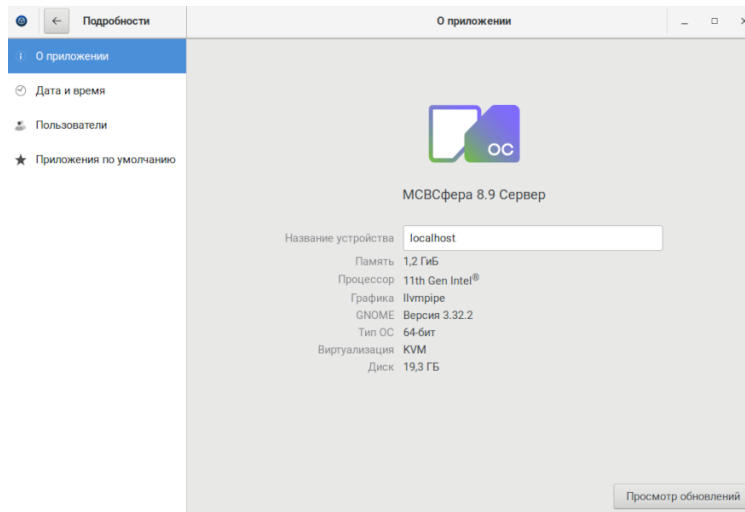 Подробности
О приложении
О приложении
Дата и время
Пользователи
Приложения по умолчанию
ОС
МСВСфера 8.9 Сервер
Название устройства localhost
Память 1,2 ГиБ
Процессор 11th Gen Intel®
Графика llvmpipe
GNOME Версия 3.32.2
Тип ОС 64-бит
Виртуализация KVM
Диск 19,3 ГБ
Просмотр обновлений